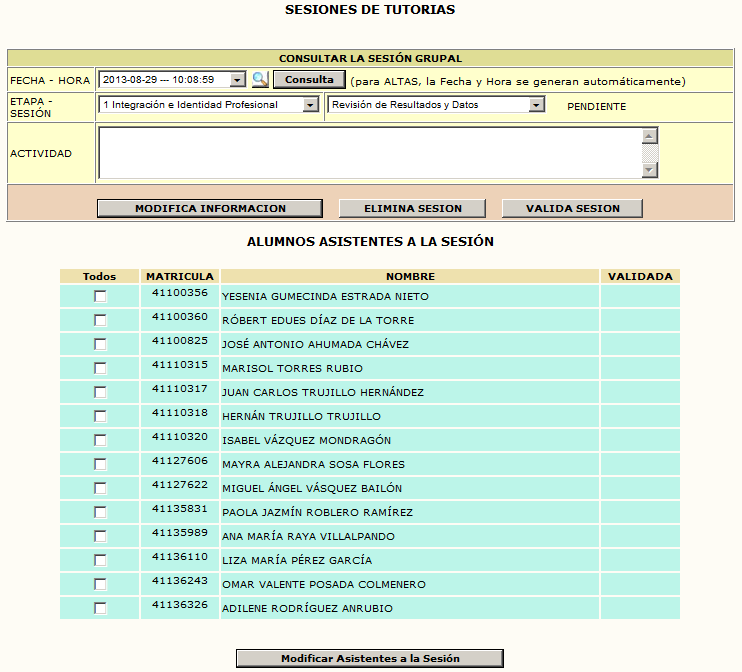 SESIONES DE TUTORIAS
CONSULTAR LA SESIÓN GRUPAL
FECHA - HORA 2013-08-29 --- 10:08:59 Consulta (para ALTAS, la Fecha y Hora se generan automáticamente)
ETAPA - SESIÓN 1 Integración e Identidad Profesional Revisión de Resultados y Datos PENDIENTE
ACTIVIDAD
MODIFICA INFORMACION ELIMINA SESION VALIDA SESION
ALUMNOS ASISTENTES A LA SESIÓN
Todos MATRICULA NOMBRE VALIDADA
41100356 YESENIA GUMECINDA ESTRADA NIETO
41100360 RÓBERT EDUES DÍAZ DE LA TORRE
41100825 JOSÉ ANTONIO AHUMADA CHÁVEZ
41110315 MARISOL TORRES RUBIO
41110317 JUAN CARLOS TRUJILLO HERNÁNDEZ
41110318 HERNÁN TRUJILLO TRUJILLO
41110320 ISABEL VÁZQUEZ MONDRAGÓN
41127606 MAYRA ALEJANDRA SOSA FLORES
41127622 MIGUEL ÁNGEL VÁSQUEZ BAILÓN
41135831 PAOLA JAZMÍN ROBLERO RAMÍREZ
41135989 ANA MARÍA RAYA VILLALPANDO
41136110 LIZA MARÍA PÉREZ GARCÍA
41136243 OMAR VALENTE POSADA COLMENERO
41136326 ADILENE RODRÍGUEZ ANRUBIO
Modificar Asistentes a la Sesión